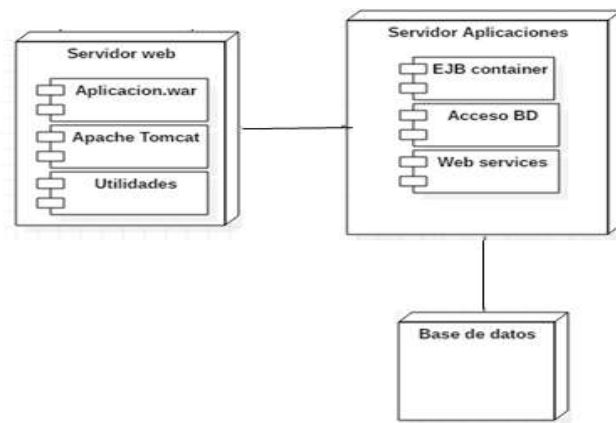 Servidor web
Aplicacion.war
Apache Tomcat
Utilidades
Servidor Aplicaciones
EJB container
Acceso BD
Web services
Base de datos